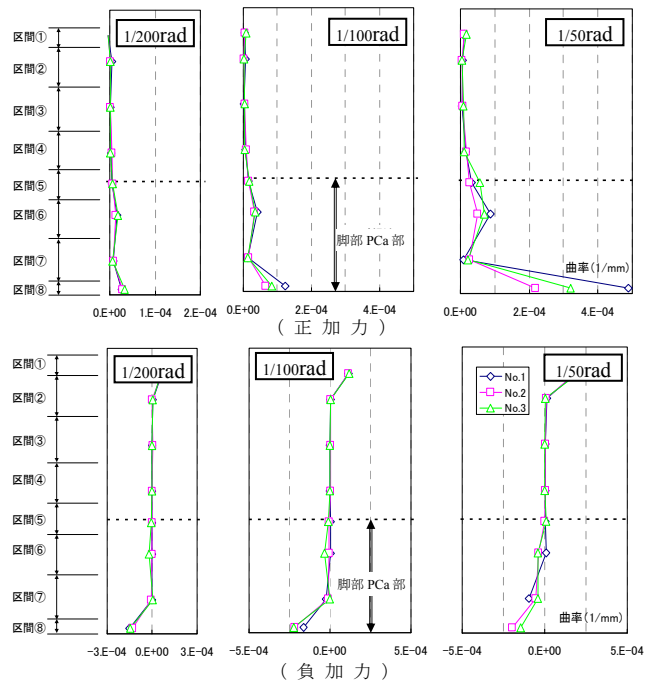 1/200rad
1/100rad
1/50rad
区間①
区間②
区間③
区間④
区間⑤
区間⑥
区間⑦
区間⑧
脚部 PCa 部
曲率(1/mm)
0.E+00 1.E-04 2.E-04
0.E+00 2.E-04 4.E-04
0.E+00 2.E-04 4.E-04
( 正 加 力 )
1/200rad
1/100rad
1/50rad
区間①
区間②
区間③
区間④
区間⑤
区間⑥
区間⑦
区間⑧
No.1
No.2
No.3
脚部 PCa 部
曲率(1/mm)
-3.E-04 0.E+00 3.E-04
-5.E-04 0.E+00 5.E-04
-5.E-04 0.E+00 5.E-04
( 負 加 力 )